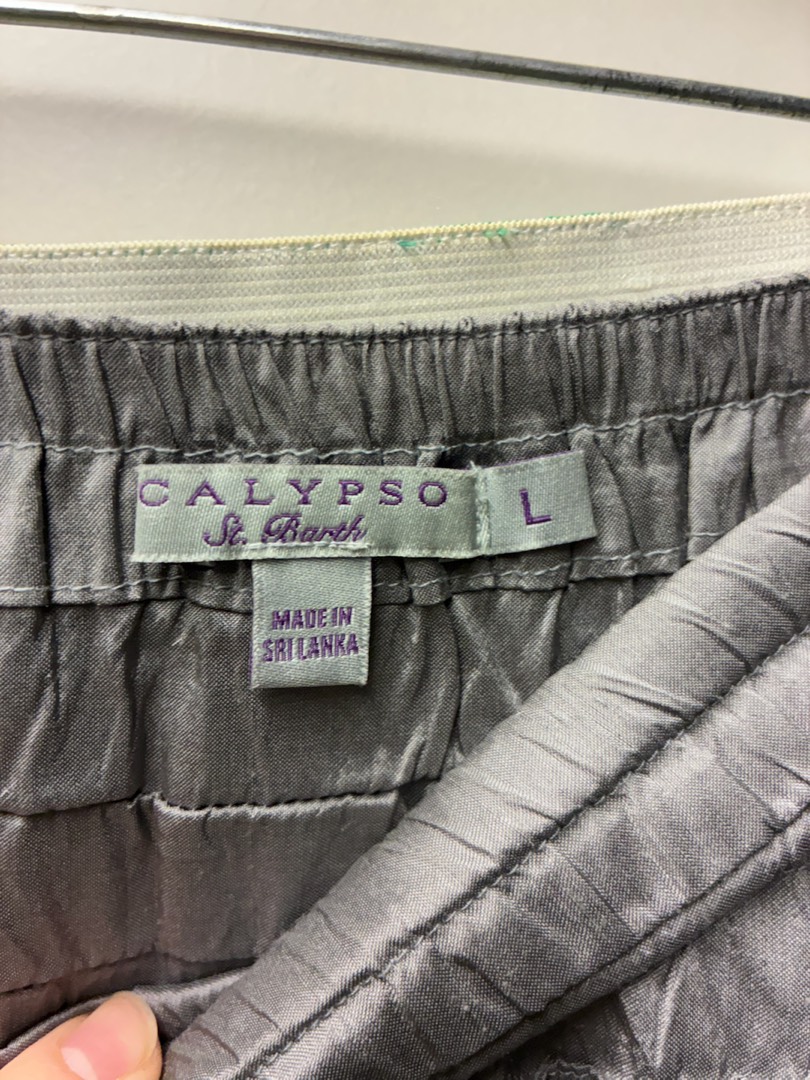 CALYPSO
St. Barth
L
MADE IN
SRI LANKA